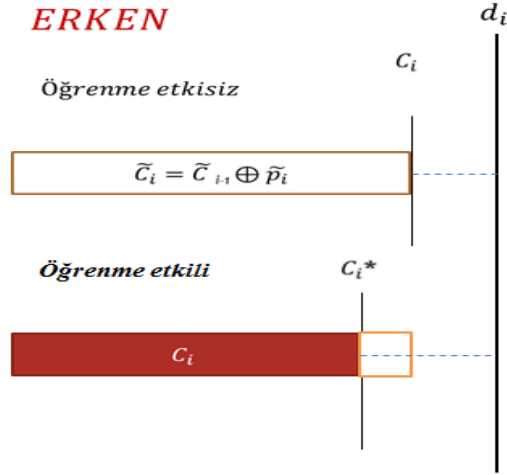 ERKEN
d_i
C_i
Öğrenme etkisiz
C̃_i = C̃_{i-1} ⊕ p̃_i
Öğrenme etkili
C_i*
C_i